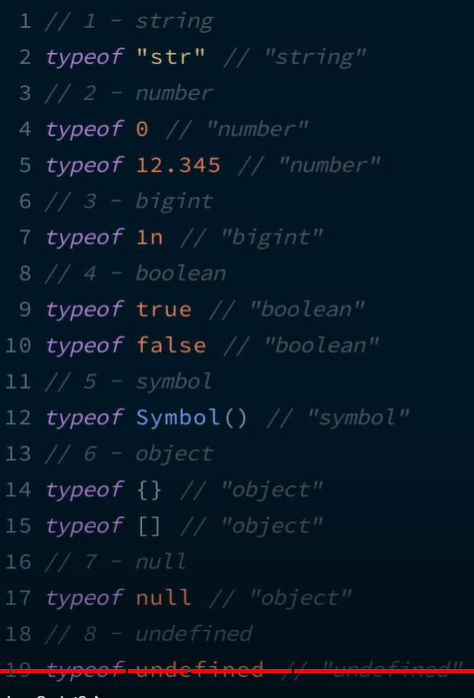 1 // 1 - string
2 typeof "str" // "string"
3 // 2 - number
4 typeof 0 // "number"
5 typeof 12.345 // "number"
6 // 3 - bigint
7 typeof 1n // "bigint"
8 // 4 - boolean
9 typeof true // "boolean"
10 typeof false // "boolean"
11 // 5 - symbol
12 typeof Symbol() // "symbol"
13 // 6 - object
14 typeof {} // "object"
15 typeof [] // "object"
16 // 7 - null
17 typeof null // "object"
18 // 8 - undefined
19 typeof undefined // "undefined"